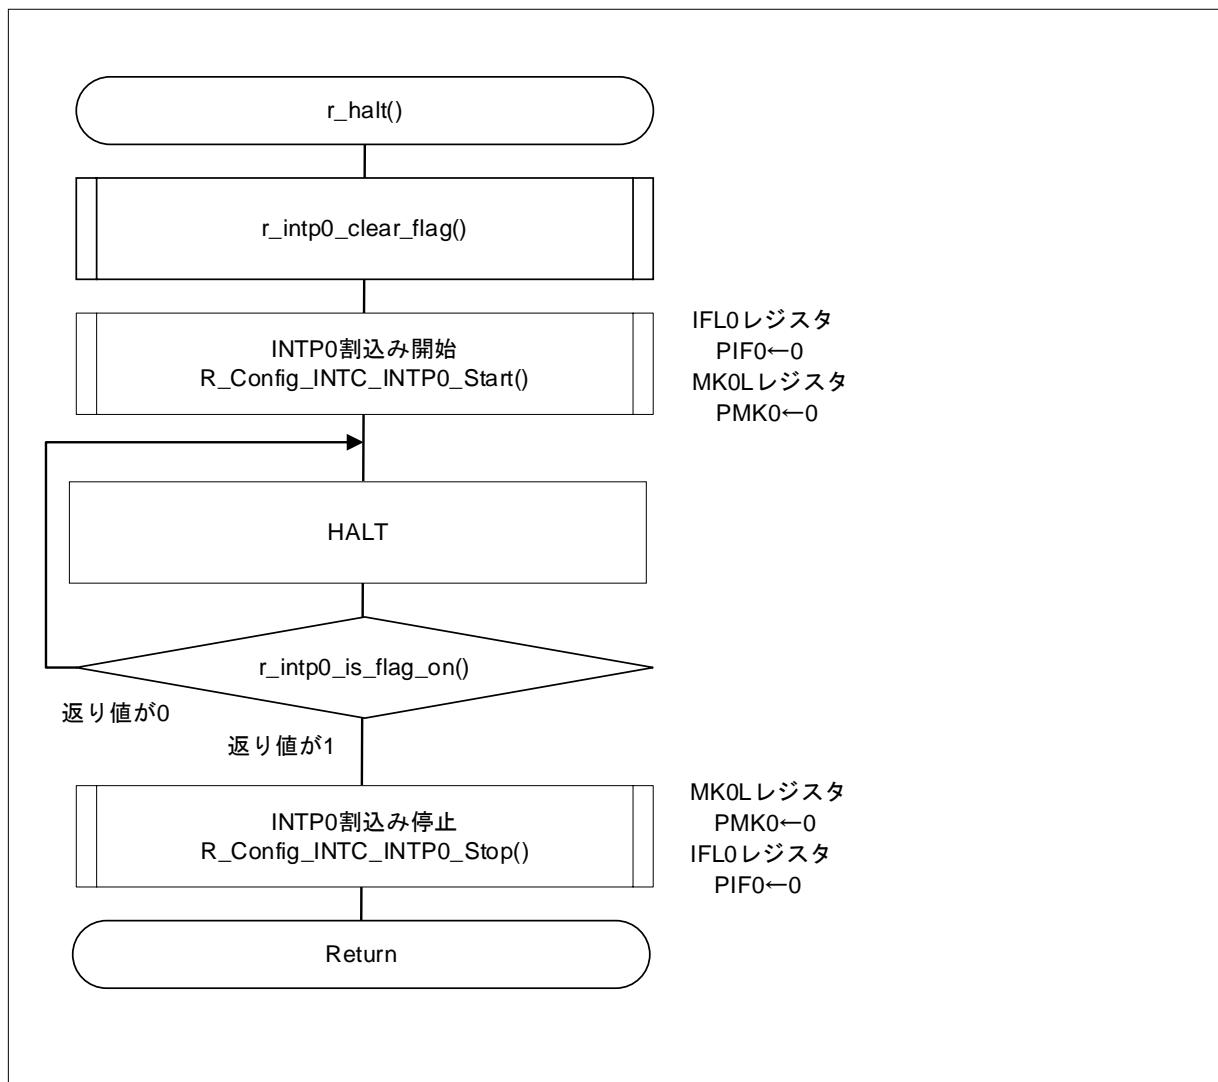 r_halt()
r_intp0_clear_flag()
INTP0割込み開始
R_Config_INTC_INTP0_Start()
IFL0レジスタ
PIF0←0
MK0Lレジスタ
PMK0←0
HALT
r_intp0_is_flag_on()
返り値が0
返り値が1
INTP0割込み停止
R_Config_INTC_INTP0_Stop()
MK0Lレジスタ
PMK0←0
IFL0レジスタ
PIF0←0
Return